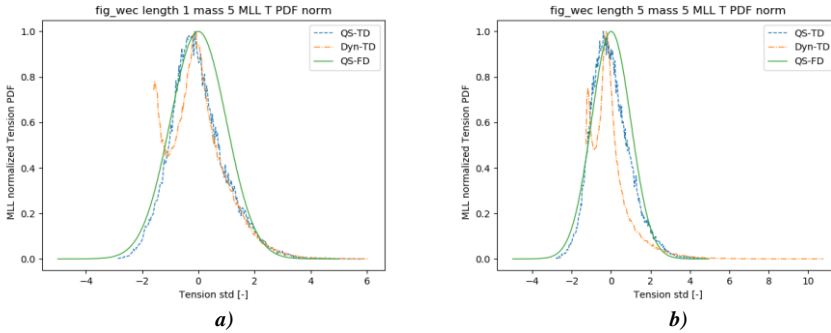 fig_wec length 1 mass 5 MLL T PDF norm
QS-TD
Dyn-TD
QS-FD
MLL normalized Tension PDF
1.0
0.8
0.6
0.4
0.2
0.0
-4 -2 0 2 4 6
Tension std [-]
a)
fig_wec length 5 mass 5 MLL T PDF norm
QS-TD
Dyn-TD
QS-FD
MLL normalized Tension PDF
1.0
0.8
0.6
0.4
0.2
0.0
-4 -2 0 2 4 6 8 10
Tension std [-]
b)